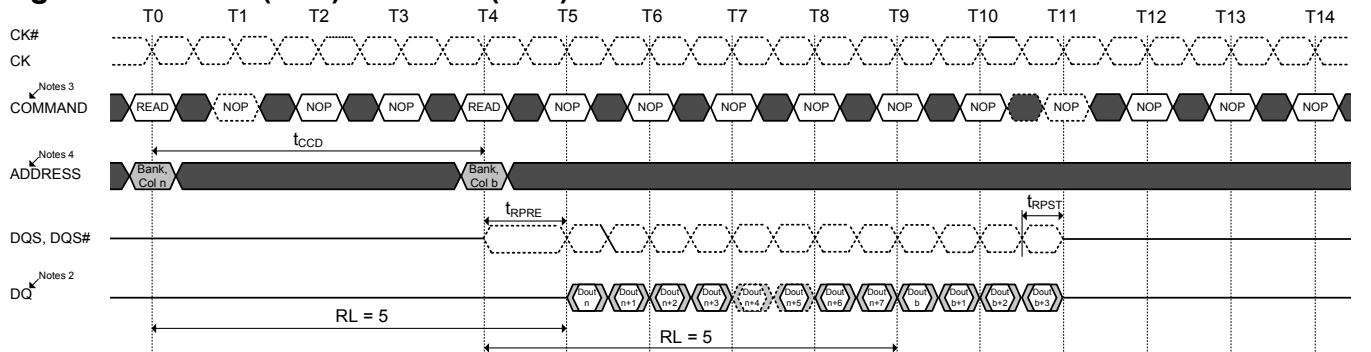 T0 T1 T2 T3 T4 T5 T6 T7 T8 T9 T10 T11 T12 T13 T14
CK#
CK
Notes 3
COMMAND
READ NOP NOP NOP READ NOP NOP NOP NOP NOP NOP NOP NOP NOP NOP
tCCD
Notes 4
ADDRESS
Bank, Col n
Bank, Col b
tRPRE
tRPST
DQS, DQS#
Notes 2
DQ
Dout n
Dout n+1
Dout n+2
Dout n+3
Dout n+4
Dout n+5
Dout n+6
Dout n+7
Dout b
Dout b+1
Dout b+2
Dout b+3
RL = 5
RL = 5